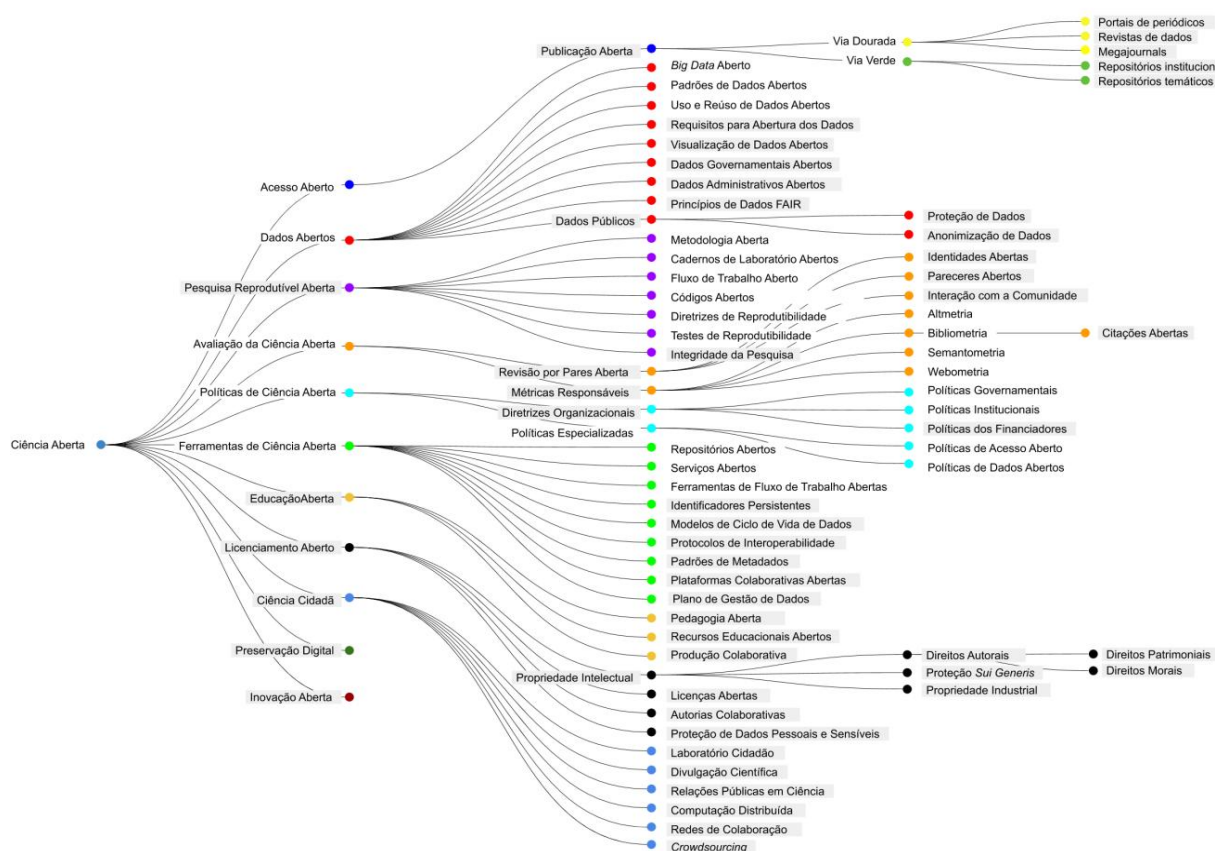 Ciência Aberta
Acesso Aberto
Publicação Aberta
Via Dourada
Portais de periódicos
Revistas de dados
Megajournals
Via Verde
Repositórios institucion
Repositórios temáticos
Dados Abertos
Big Data Aberto
Padrões de Dados Abertos
Uso e Reúso de Dados Abertos
Requisitos para Abertura dos Dados
Visualização de Dados Abertos
Dados Governamentais Abertos
Dados Administrativos Abertos
Princípios de Dados FAIR
Dados Públicos
Proteção de Dados
Anonimização de Dados
Pesquisa Reprodutível Aberta
Metodologia Aberta
Cadernos de Laboratório Abertos
Fluxo de Trabalho Aberto
Códigos Abertos
Diretrizes de Reprodutibilidade
Testes de Reprodutibilidade
Integridade da Pesquisa
Avaliação da Ciência Aberta
Revisão por Pares Aberta
Identidades Abertas
Pareceres Abertos
Interação com a Comunidade
Métricas Responsáveis
Altmetria
Bibliometria
Citações Abertas
Semantometria
Webometria
Políticas de Ciência Aberta
Diretrizes Organizacionais
Políticas Governamentais
Políticas Institucionais
Políticas dos Financiadores
Políticas Especializadas
Políticas de Acesso Aberto
Políticas de Dados Abertos
Ferramentas de Ciência Aberta
Repositórios Abertos
Serviços Abertos
Ferramentas de Fluxo de Trabalho Abertas
Identificadores Persistentes
Modelos de Ciclo de Vida de Dados
Protocolos de Interoperabilidade
Padrões de Metadados
Plataformas Colaborativas Abertas
Plano de Gestão de Dados
EducaçãoAberta
Pedagogia Aberta
Recursos Educacionais Abertos
Produção Colaborativa
Licenciamento Aberto
Propriedade Intelectual
Direitos Autorais
Direitos Patrimoniais
Direitos Morais
Proteção Sui Generis
Propriedade Industrial
Licenças Abertas
Autorias Colaborativas
Proteção de Dados Pessoais e Sensíveis
Ciência Cidadã
Laboratório Cidadão
Divulgação Científica
Relações Públicas em Ciência
Computação Distribuída
Redes de Colaboração
Crowdsourcing
Preservação Digital
Inovação Aberta